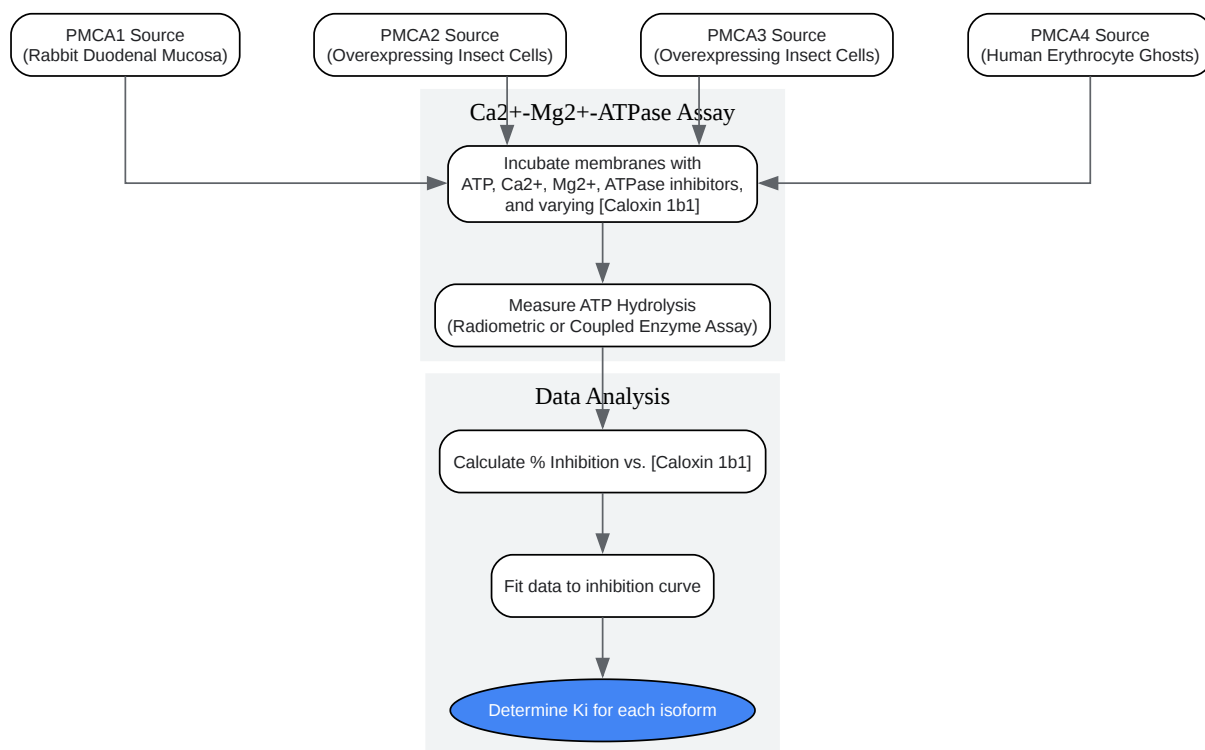 PMCA1 Source
(Rabbit Duodenal Mucosa)
PMCA2 Source
(Overexpressing Insect Cells)
PMCA3 Source
(Overexpressing Insect Cells)
PMCA4 Source
(Human Erythrocyte Ghosts)
Ca2+-Mg2+-ATPase Assay
Incubate membranes with
ATP, Ca2+, Mg2+, ATPase inhibitors,
and varying [Caloxin 1b1]
Measure ATP Hydrolysis
(Radiometric or Coupled Enzyme Assay)
Data Analysis
Calculate % Inhibition vs. [Caloxin 1b1]
Fit data to inhibition curve
Determine Ki for each isoform